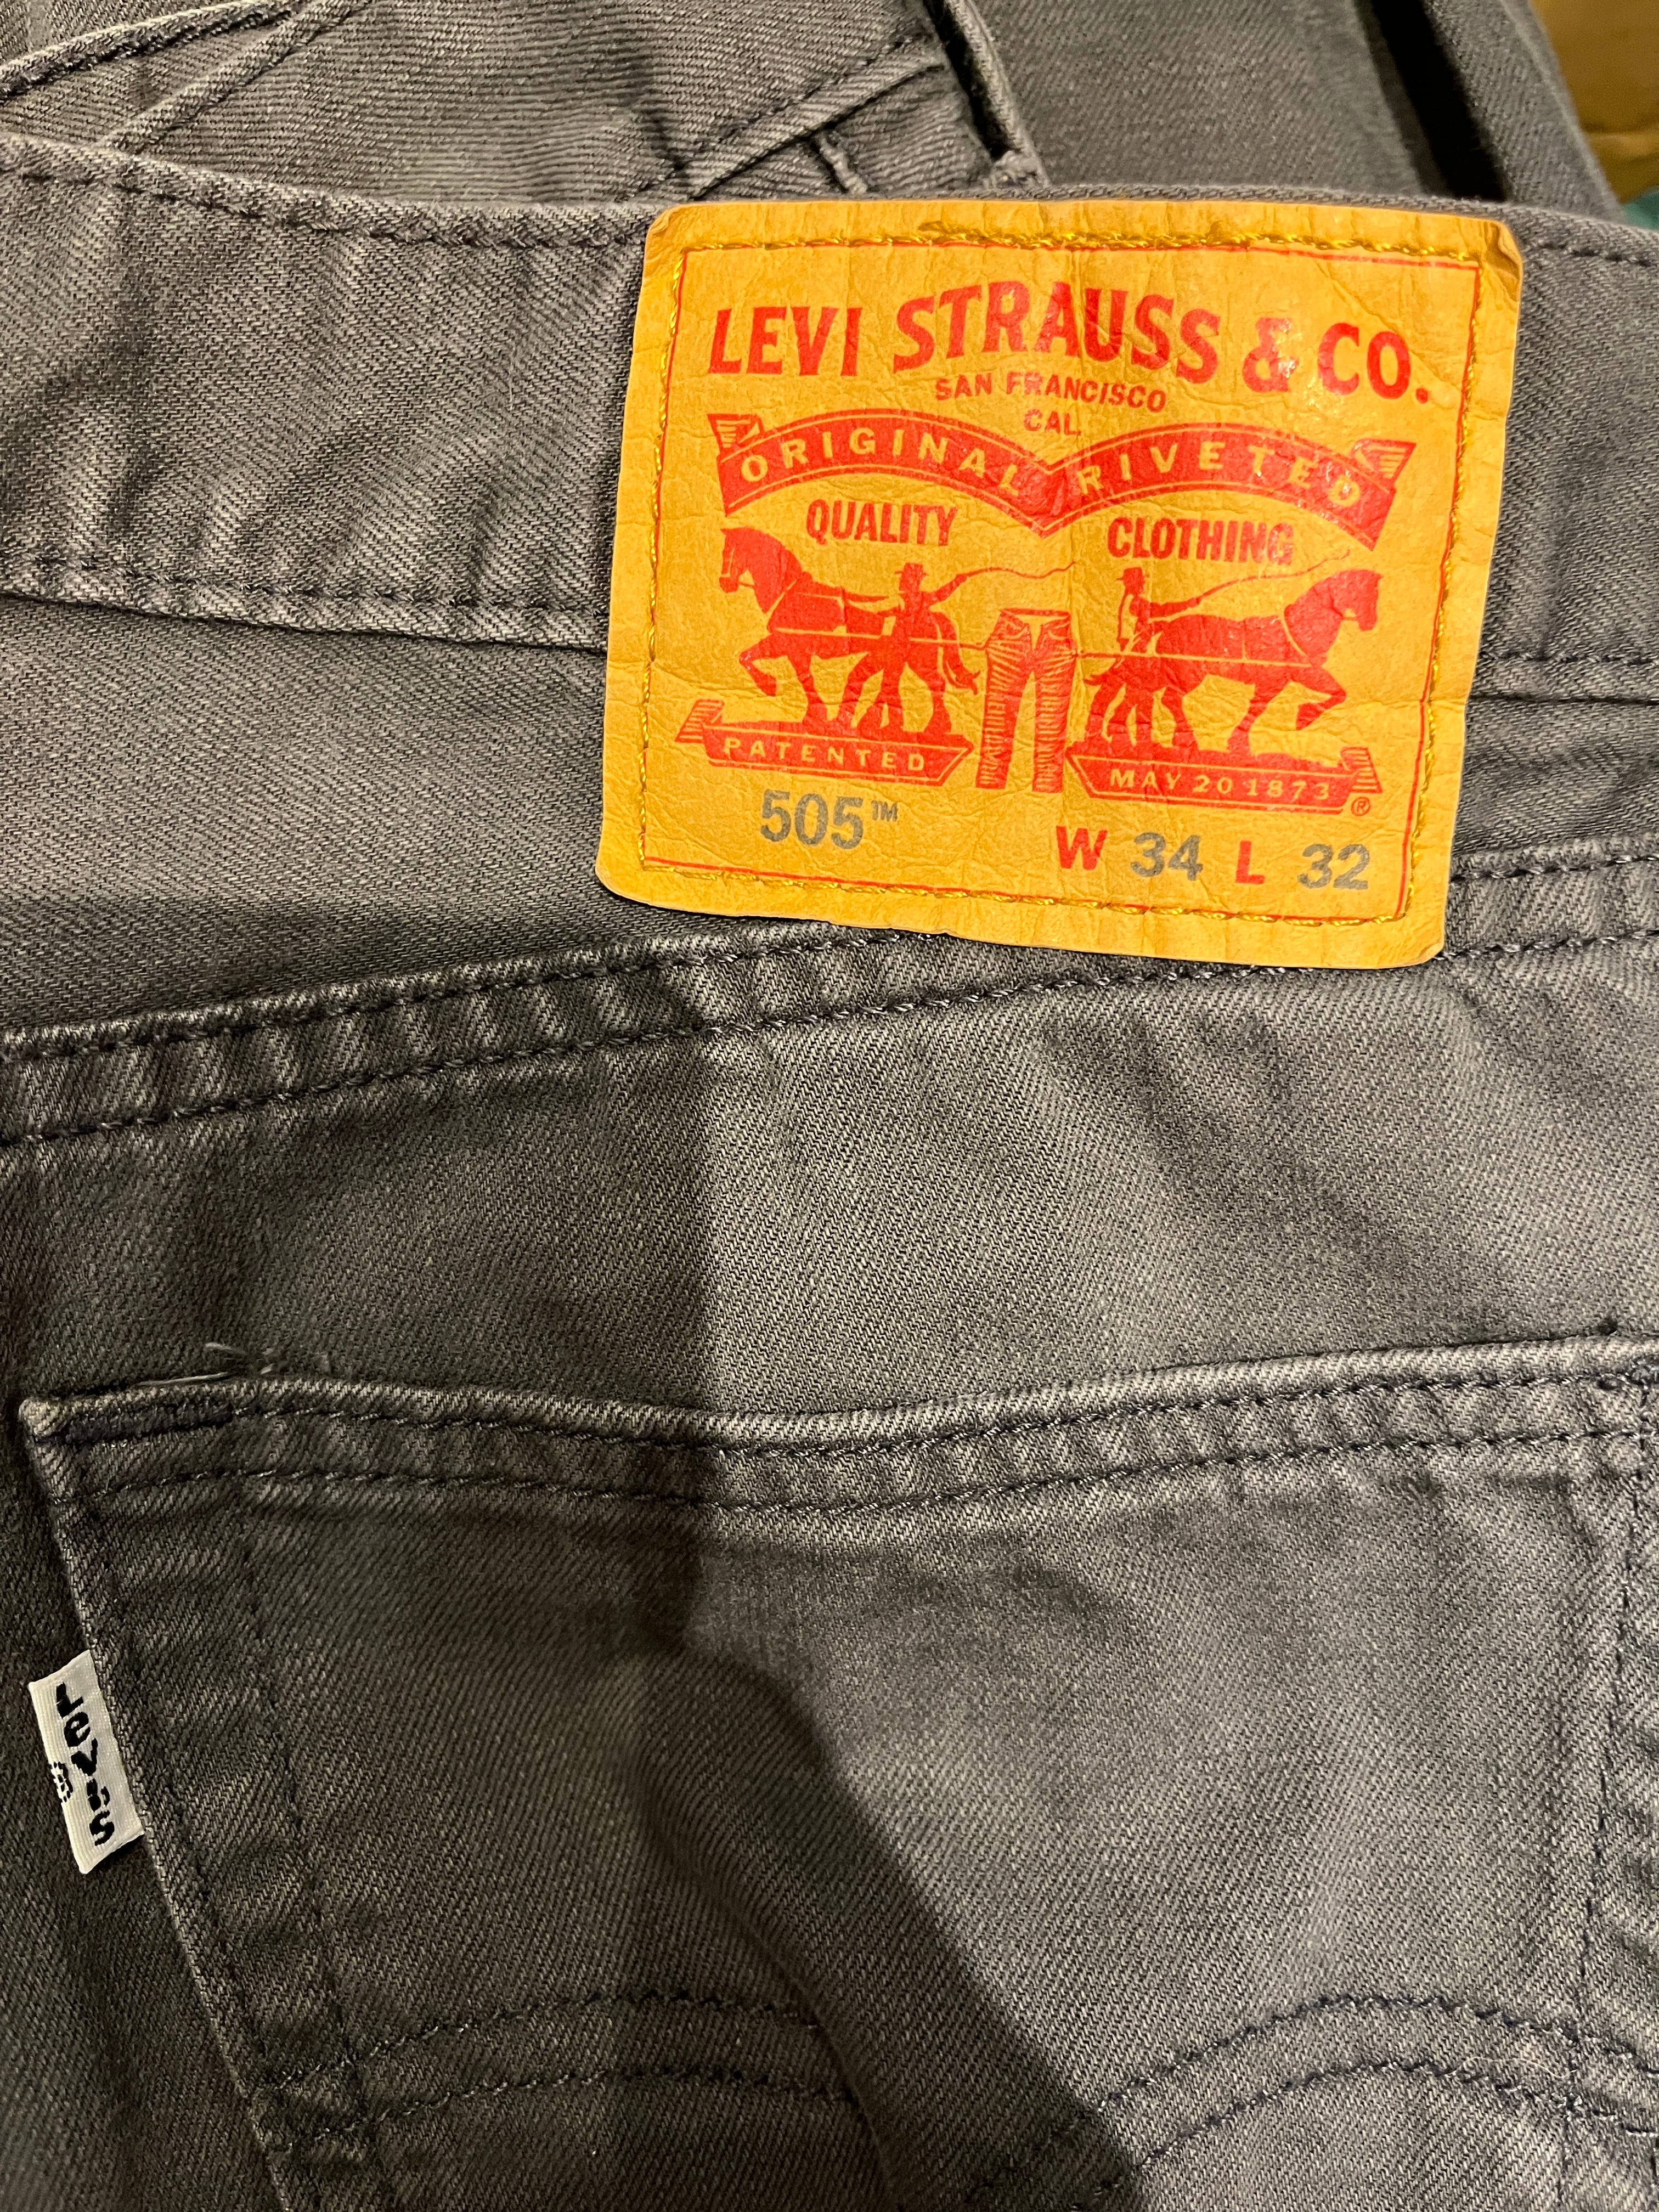 LEVI STRAUSS & CO.
SAN FRANCISCO
CAL.
ORIGINAL RIVETED
QUALITY CLOTHING
PATENTED MAY 20 1873 ®
505™ W 34 L 32
Levi's
®